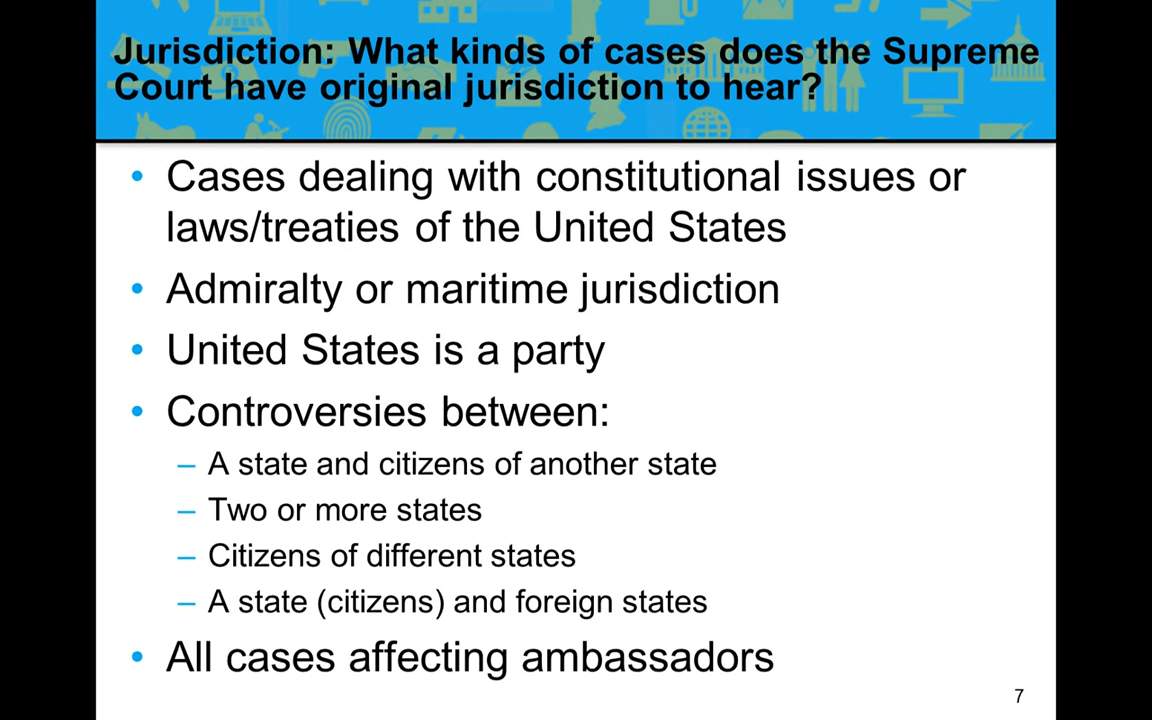 Jurisdiction: What kinds of cases does the Supreme
Court have original jurisdiction to hear?
• Cases dealing with constitutional issues or
laws/treaties of the United States
• Admiralty or maritime jurisdiction
• United States is a party
• Controversies between:
– A state and citizens of another state
– Two or more states
– Citizens of different states
– A state (citizens) and foreign states
• All cases affecting ambassadors
7